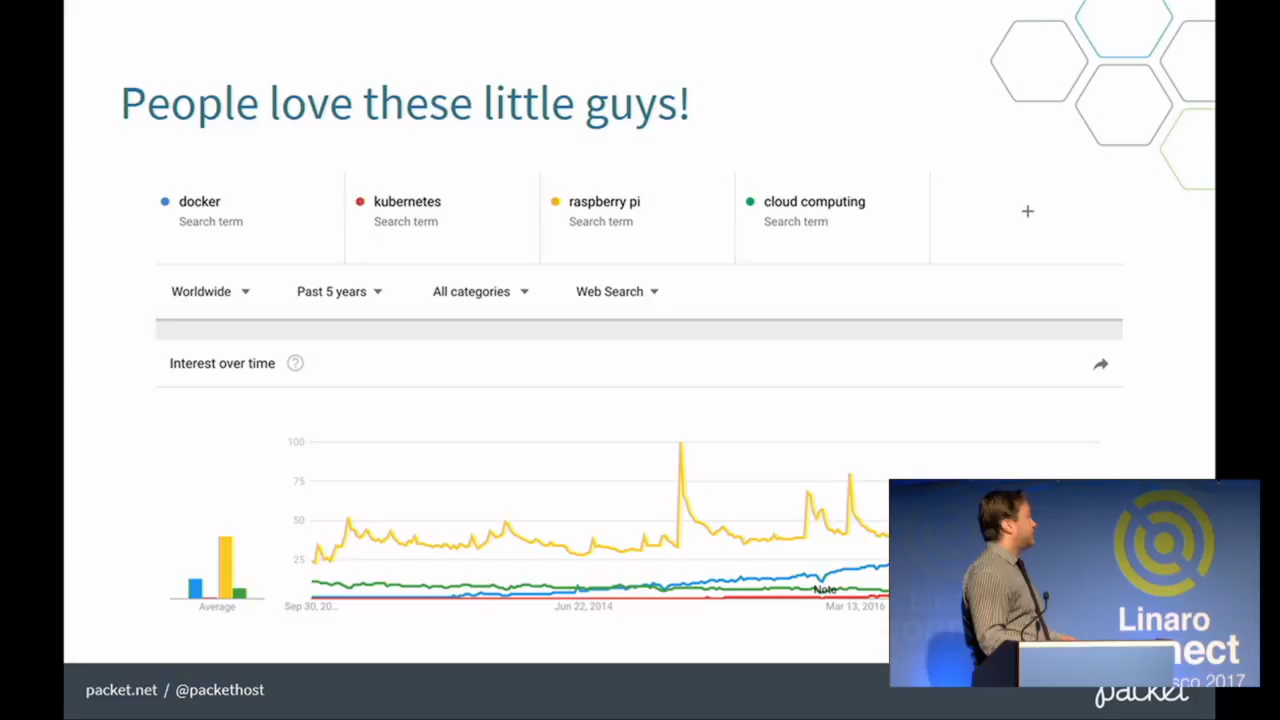 People love these little guys!
docker
Search term
kubernetes
Search term
raspberry pi
Search term
cloud computing
Search term
+
Worldwide
Past 5 years
All categories
Web Search
Interest over time
?
100
75
50
25
Average
Sep 30, 20...
Jun 22, 2014
Mar 13, 2016
Note
Linaro
nect
sco 2017
packet.net / @packethost
packet